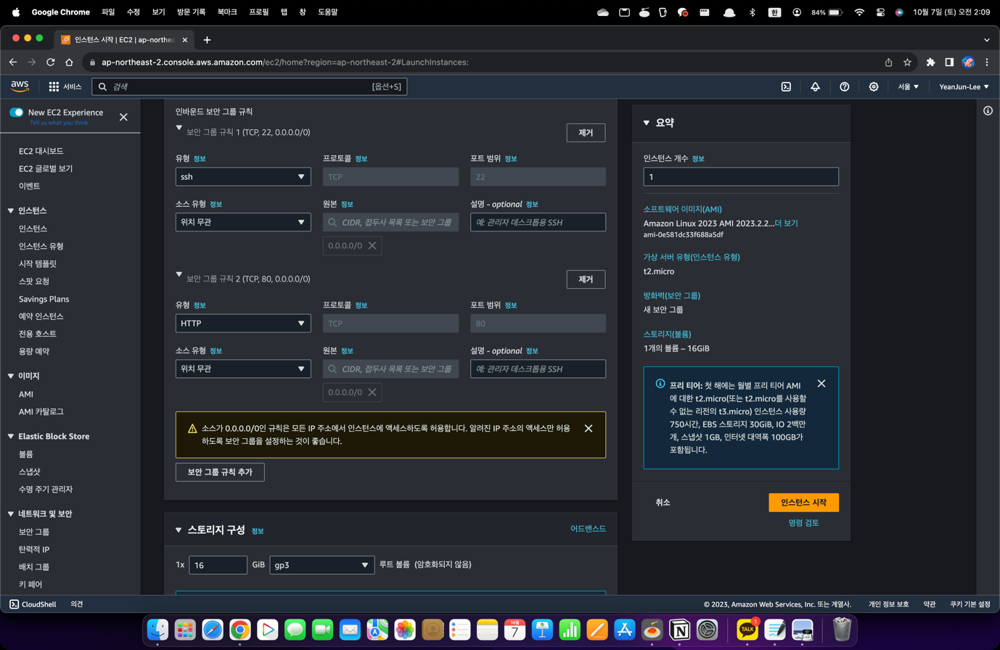 Google Chrome 파일 수정 보기 방문 기록 북마크 프로필 탭 창 도움말 한 84% 10월 7일 (토) 오전 2:09
인스턴스 시작 | EC2 | ap-northea
ap-northeast-2.console.aws.amazon.com/ec2/home?region=ap-northeast-2#LaunchInstances:
aws 서비스 검색 [옵션+S] 서울 YeanJun-Lee
New EC2 Experience
Tell us what you think
EC2 대시보드
EC2 글로벌 보기
이벤트
인스턴스
인스턴스
인스턴스 유형
시작 템플릿
스팟 요청
Savings Plans
예약 인스턴스
전용 호스트
용량 예약
이미지
AMI
AMI 카탈로그
Elastic Block Store
볼륨
스냅샷
수명 주기 관리자
네트워크 및 보안
보안 그룹
탄력적 IP
배치 그룹
키 페어
인바운드 보안 그룹 규칙
보안 그룹 규칙 1 (TCP, 22, 0.0.0.0/0) 제거
유형 정보 프로토콜 정보 포트 범위 정보
ssh TCP 22
소스 유형 정보 원본 정보 설명 - optional 정보
위치 무관 CIDR, 접두사 목록 또는 보안 그룹 예: 관리자 데스크톱용 SSH
0.0.0.0/0
보안 그룹 규칙 2 (TCP, 80, 0.0.0.0/0) 제거
유형 정보 프로토콜 정보 포트 범위 정보
HTTP TCP 80
소스 유형 정보 원본 정보 설명 - optional 정보
위치 무관 CIDR, 접두사 목록 또는 보안 그룹 예: 관리자 데스크톱용 SSH
0.0.0.0/0
소스가 0.0.0.0/0인 규칙은 모든 IP 주소에서 인스턴스에 액세스하도록 허용합니다. 알려진 IP 주소의 액세스만 허용
하도록 보안 그룹을 설정하는 것이 좋습니다.
보안 그룹 규칙 추가
스토리지 구성 정보 어드밴스드
1x 16 GiB gp3 루트 볼륨 (암호화되지 않음)
요약
인스턴스 개수 정보
1
소프트웨어 이미지(AMI)
Amazon Linux 2023 AMI 2023.2.2...더 보기
ami-0e581dc33f688a5df
가상 서버 유형(인스턴스 유형)
t2.micro
방화벽(보안 그룹)
새 보안 그룹
스토리지(볼륨)
1개의 볼륨 – 16GiB
프리 티어: 첫 해에는 월별 프리 티어 AMI
에 대한 t2.micro(또는 t2.micro를 사용할
수 없는 리전의 t3.micro) 인스턴스 사용량
750시간, EBS 스토리지 30GiB, IO 2백만
개, 스냅샷 1GB, 인터넷 대역폭 100GB가
포함됩니다.
취소 인스턴스 시작
명령 검토
CloudShell 의견 © 2023, Amazon Web Services, Inc. 또는 계열사. 개인 정보 보호 약관 쿠키 기본 설정
10월
7
TALK
1